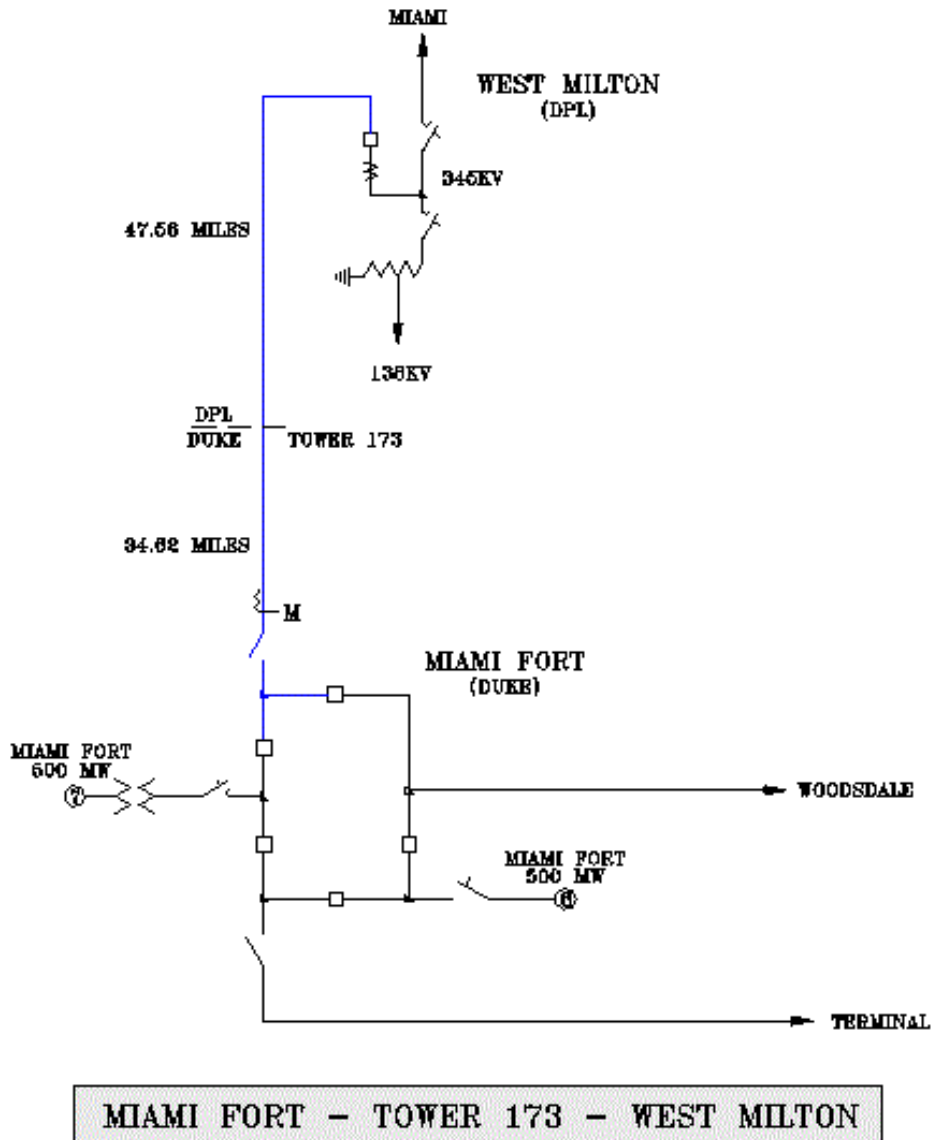 MIAMI
WEST MILTON
(DPL)
345KV
47.56 MILES
138KV
DPL
DUKE
TOWER 173
34.62 MILES
M
MIAMI FORT
(DUKE)
MIAMI FORT
500 MW
7
WOODSDALE
MIAMI FORT
500 MW
TERMINAL
MIAMI FORT - TOWER 173 - WEST MILTON